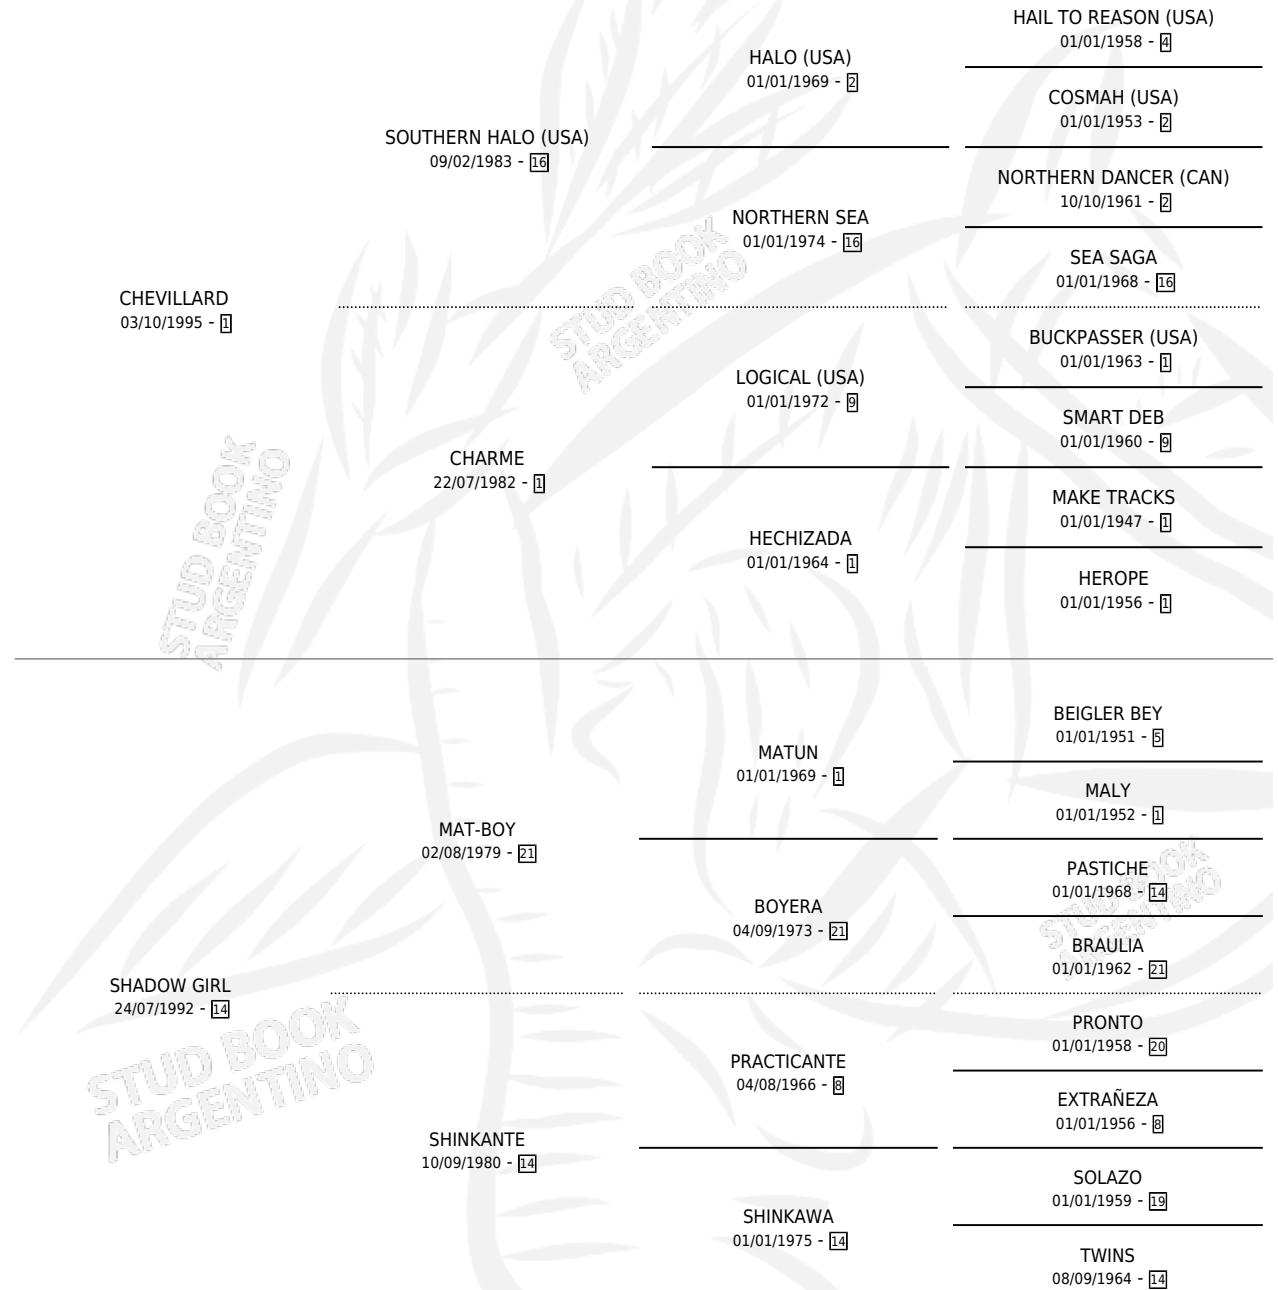 HAIL TO REASON (USA)
01/01/1958 - 4
HALO (USA)
01/01/1969 - 2
COSMAH (USA)
01/01/1953 - 2
SOUTHERN HALO (USA)
09/02/1983 - 16
NORTHERN DANCER (CAN)
10/10/1961 - 2
NORTHERN SEA
01/01/1974 - 16
SEA SAGA
01/01/1968 - 16
CHEVILLARD
03/10/1995 - 1
BUCKPASSER (USA)
01/01/1963 - 1
LOGICAL (USA)
01/01/1972 - 9
SMART DEB
01/01/1960 - 9
CHARME
22/07/1982 - 1
MAKE TRACKS
01/01/1947 - 1
HECHIZADA
01/01/1964 - 1
HEROPE
01/01/1956 - 1
BEIGLER BEY
01/01/1951 - 5
MATUN
01/01/1969 - 1
MALY
01/01/1952 - 1
MAT-BOY
02/08/1979 - 21
PASTICHE
01/01/1968 - 14
BOYERA
04/09/1973 - 21
BRAULIA
01/01/1962 - 21
SHADOW GIRL
24/07/1992 - 14
PRONTO
01/01/1958 - 20
PRACTICANTE
04/08/1966 - 8
EXTRAÑEZA
01/01/1956 - 8
SHINKANTE
10/09/1980 - 14
SOLAZO
01/01/1959 - 19
SHINKAWA
01/01/1975 - 14
TWINS
08/09/1964 - 14
STUD BOOK
ARGENTINO
STUD BOOK
ARGENTINO
STUD BOOK
ARGENTINO
STUD BOOK
ARGENTINO